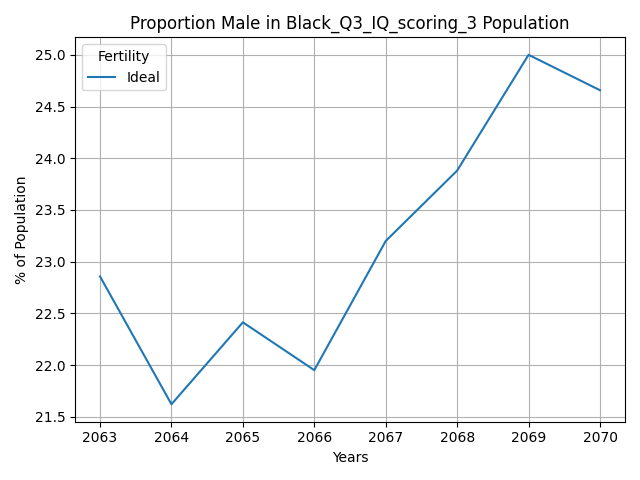 Proportion Male in Black_Q3_IQ_scoring_3 Population
Fertility
Ideal
% of Population
25.0
24.5
24.0
23.5
23.0
22.5
22.0
21.5
2063 2064 2065 2066 2067 2068 2069 2070
Years